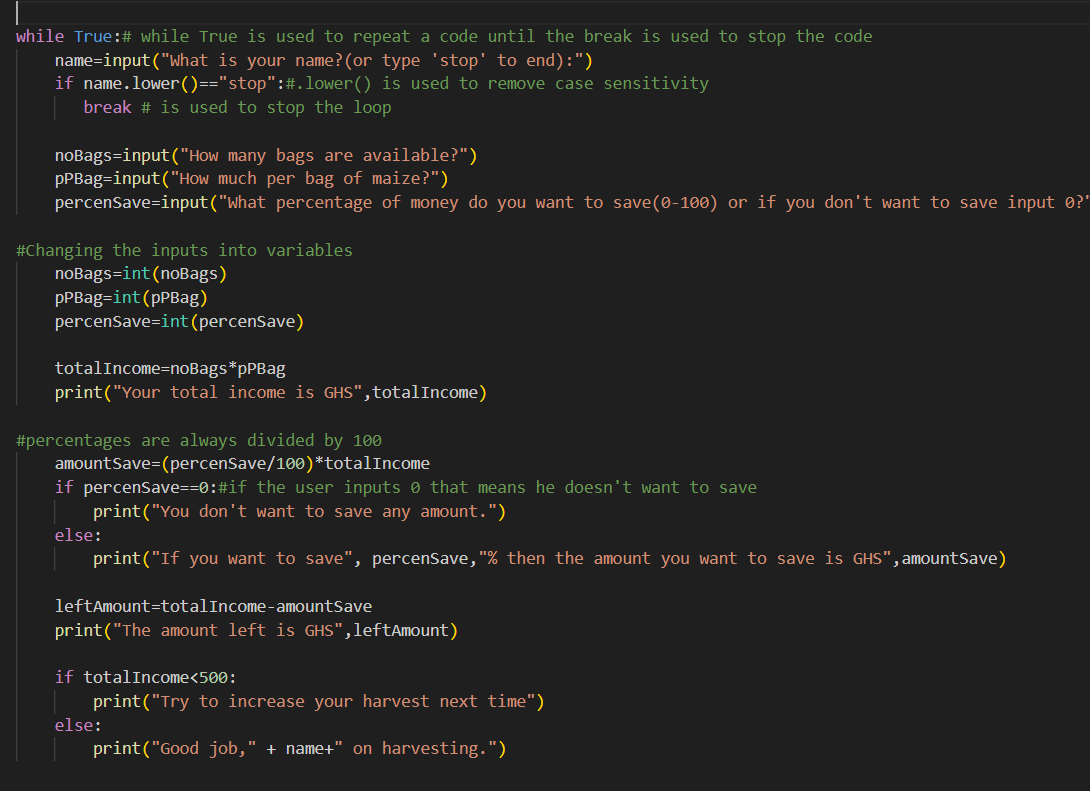 while True:# while True is used to repeat a code until the break is used to stop the code
    name=input("What is your name?(or type 'stop' to end):")
    if name.lower()=="stop":#.lower() is used to remove case sensitivity
       break # is used to stop the loop

    noBags=input("How many bags are available?")
    pPBag=input("How much per bag of maize?")
    percenSave=input("What percentage of money do you want to save(0-100) or if you don't want to save input 0?"

#Changing the inputs into variables
    noBags=int(noBags)
    pPBag=int(pPBag)
    percenSave=int(percenSave)

    totalIncome=noBags*pPBag
    print("Your total income is GHS",totalIncome)

#percentages are always divided by 100
    amountSave=(percenSave/100)*totalIncome
    if percenSave==0:#if the user inputs 0 that means he doesn't want to save
        print("You don't want to save any amount.")
    else:
        print("If you want to save", percenSave,"% then the amount you want to save is GHS",amountSave)

    leftAmount=totalIncome-amountSave
    print("The amount left is GHS",leftAmount)

    if totalIncome<500:
        print("Try to increase your harvest next time")
    else:
        print("Good job," + name+" on harvesting.")